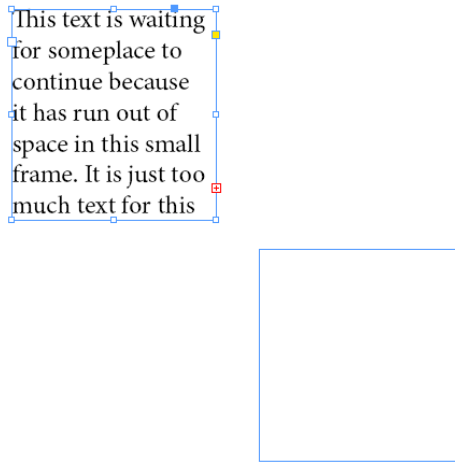 This text is waiting
for someplace to
continue because
it has run out of
space in this small
frame. It is just too
much text for this